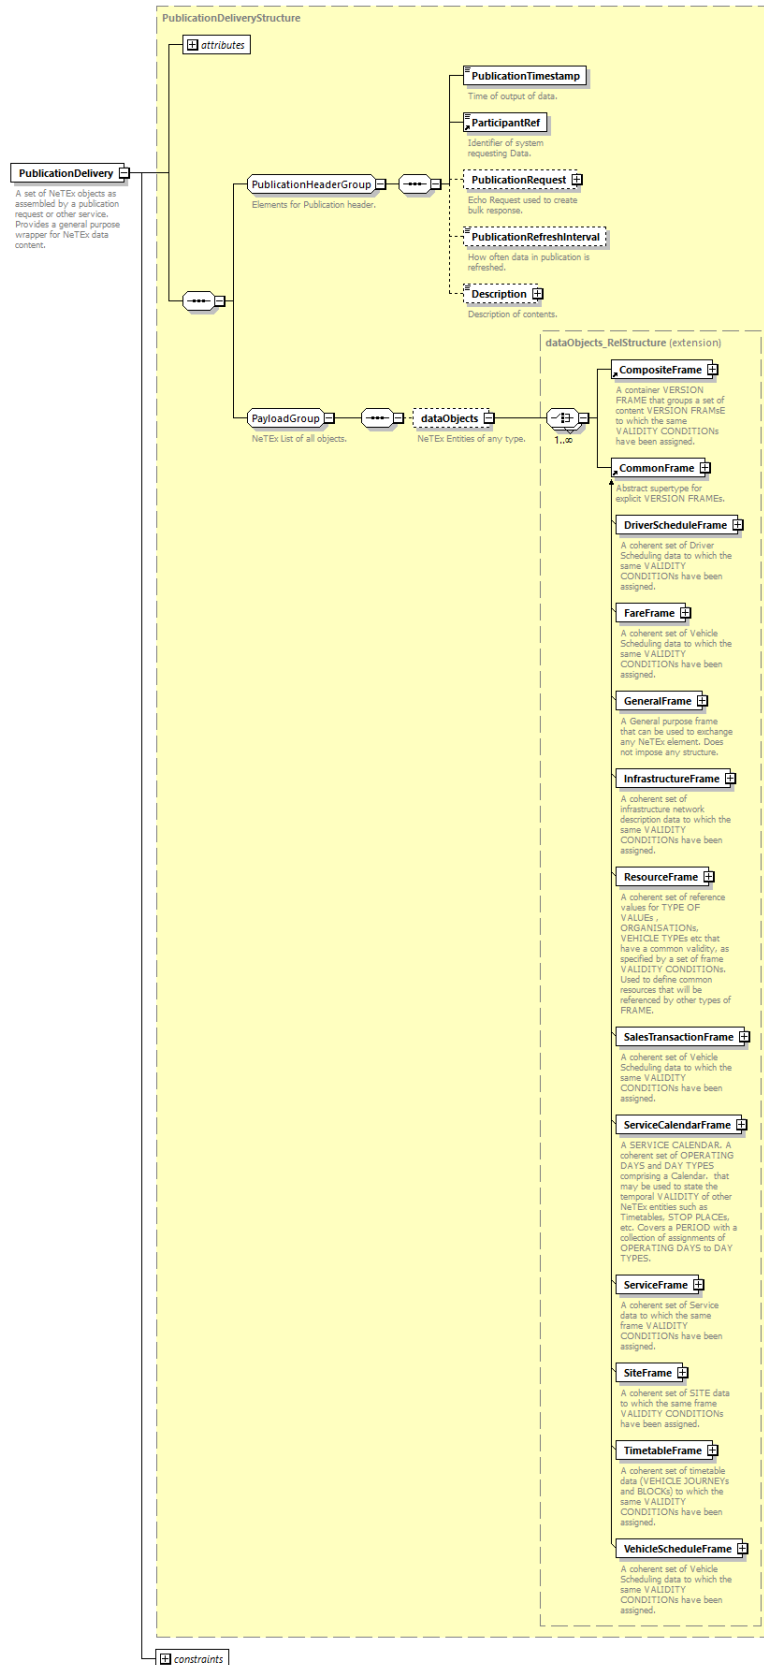 PublicationDeliveryStructure
attributes
PublicationTimestamp
Time of output of data.
ParticipantRef
Identifier of system
requesting Data.
PublicationDelivery
A set of NeTEx objects as
assembled by a publication
request or other service.
Provides a general purpose
wrapper for NeTEx data
content.
PublicationHeaderGroup
Elements for Publication header.
PublicationRequest
Echo Request used to create
bulk response.
PublicationRefreshInterval
How often data in publication is
refreshed.
Description
Description of contents.
dataObjects_RelStructure (extension)
CompositeFrame
A container VERSION
FRAME that groups a set of
content VERSION FRAMsE
to which the same
VALIDITY CONDITIONs
have been assigned.
PayloadGroup
NeTEx List of all objects.
dataObjects
NeTEx Entities of any type.
1..∞
CommonFrame
Abstract supertype for
explicit VERSION FRAMEs.
DriverScheduleFrame
A coherent set of Driver
Scheduling data to which the
same VALIDITY
CONDITIONs have been
assigned.
FareFrame
A coherent set of Vehicle
Scheduling data to which the
same VALIDITY
CONDITIONs have been
assigned.
GeneralFrame
A General purpose frame
that can be used to exchange
any NeTEx element. Does
not impose any structure.
InfrastructureFrame
A coherent set of
infrastructure network
description data to which the
same VALIDITY
CONDITIONs have been
assigned.
ResourceFrame
A coherent set of reference
values for TYPE OF
VALUEs ,
ORGANISATIONs,
VEHICLE TYPEs etc that
have a common validity, as
specified by a set of frame
VALIDITY CONDITIONs.
Used to define common
resources that will be
referenced by other types of
FRAME.
SalesTransactionFrame
A coherent set of Vehicle
Scheduling data to which the
same VALIDITY
CONDITIONs have been
assigned.
ServiceCalendarFrame
A SERVICE CALENDAR. A
coherent set of OPERATING
DAYS and DAY TYPES
comprising a Calendar. that
may be used to state the
temporal VALIDITY of other
NeTEx entities such as
Timetables, STOP PLACEs,
etc. Covers a PERIOD with a
collection of assignments of
OPERATING DAYS to DAY
TYPES.
ServiceFrame
A coherent set of Service
data to which the same
frame VALIDITY
CONDITIONs have been
assigned.
SiteFrame
A coherent set of SITE data
to which the same frame
VALIDITY CONDITIONs
have been assigned.
TimetableFrame
A coherent set of timetable
data (VEHICLE JOURNEYs
and BLOCKs) to which the
same VALIDITY
CONDITIONs have been
assigned.
VehicleScheduleFrame
A coherent set of Vehicle
Scheduling data to which the
same VALIDITY
CONDITIONs have been
assigned.
constraints